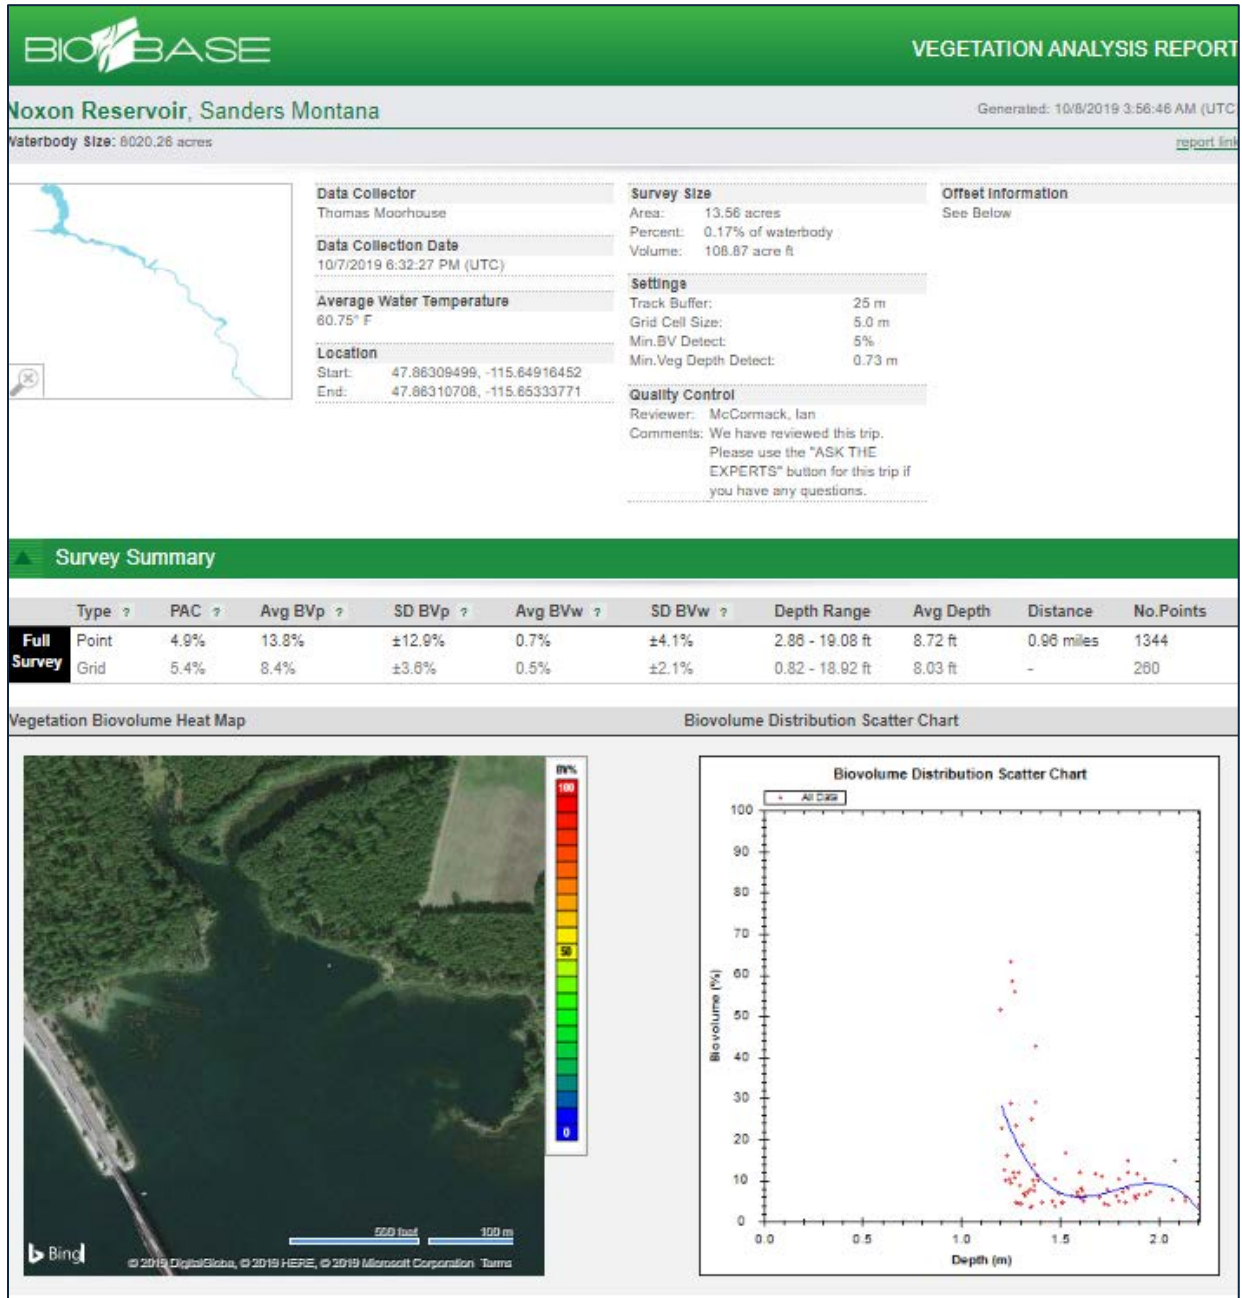 BIOBASE
VEGETATION ANALYSIS REPORT
Noxon Reservoir, Sanders Montana
Generated: 10/8/2019 3:56:46 AM (UTC
Waterbody Size: 8020.26 acres
report link
Data Collector
Thomas Moorhouse
Data Collection Date
10/7/2019 6:32:27 PM (UTC)
Average Water Temperature
60.75° F
Location
Start: 47.86309499, -115.64916452
End: 47.86310708, -115.65333771
Survey Size
Area: 13.56 acres
Percent: 0.17% of waterbody
Volume: 108.87 acre ft
Settings
Track Buffer: 25 m
Grid Cell Size: 5.0 m
Min.BV Detect: 5%
Min.Veg Depth Detect: 0.73 m
Quality Control
Reviewer: McCormack, Ian
Comments: We have reviewed this trip.
Please use the "ASK THE
EXPERTS" button for this trip if
you have any questions.
Offset Information
See Below
Survey Summary
Type ? PAC ? Avg BVp ? SD BVp ? Avg BVw ? SD BVw ? Depth Range Avg Depth Distance No.Points
Full Survey
Point 4.9% 13.8% ±12.9% 0.7% ±4.1% 2.86 - 19.08 ft 8.72 ft 0.96 miles 1344
Grid 5.4% 8.4% ±3.6% 0.5% ±2.1% 0.82 - 18.92 ft 8.03 ft - 260
Vegetation Biovolume Heat Map
Biovolume Distribution Scatter Chart
BV%
100
50
0
500 feet 100 m
Bing
© 2019 DigitalGlobe, © 2019 HERE, © 2019 Microsoft Corporation Terms
Biovolume Distribution Scatter Chart
All Data
100
90
80
70
60
50
40
30
20
10
0
Biovolume (%)
0.0 0.5 1.0 1.5 2.0
Depth (m)